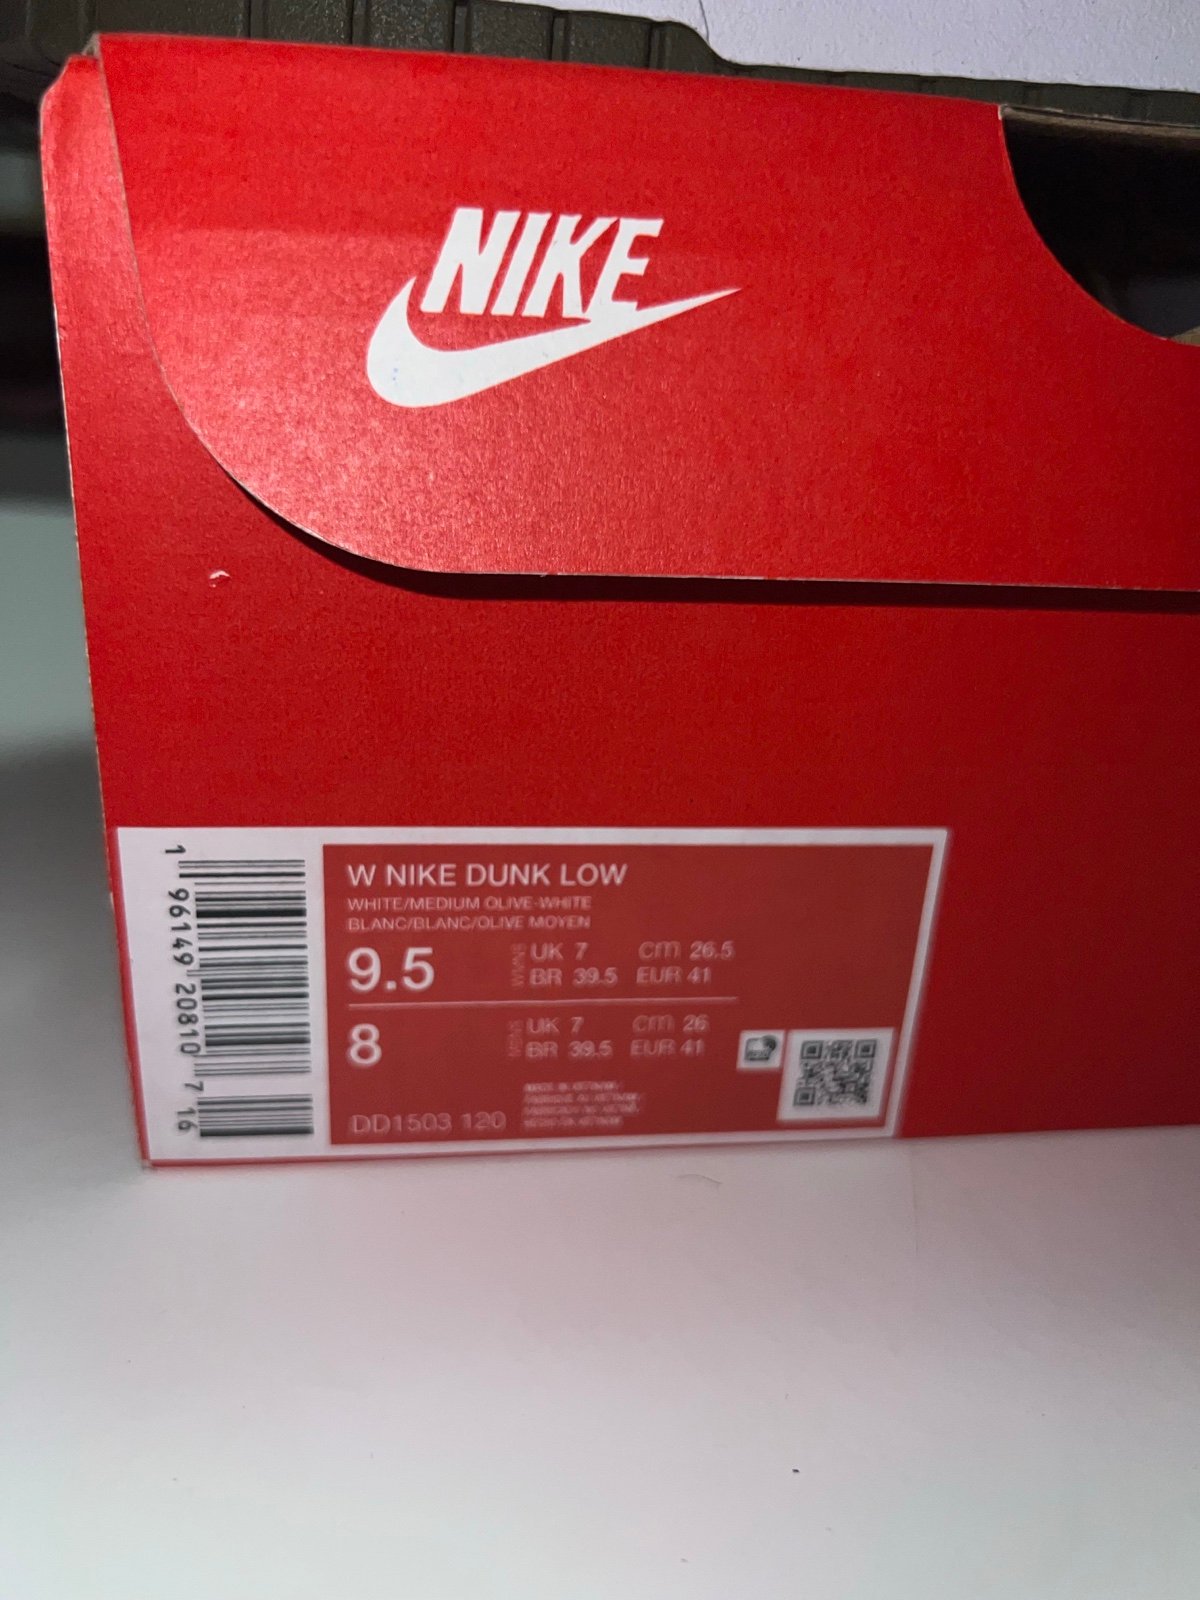 NIKE
W NIKE DUNK LOW
WHITE/MEDIUM OLIVE-WHITE
BLANC/BLANC/OLIVE MOYEN
9.5 WMNS UK 7 cm 26.5
BR 39.5 EUR 41
8 MENS UK 7 cm 26
BR 39.5 EUR 41
DD1503 120
1 96149 20810 7 16